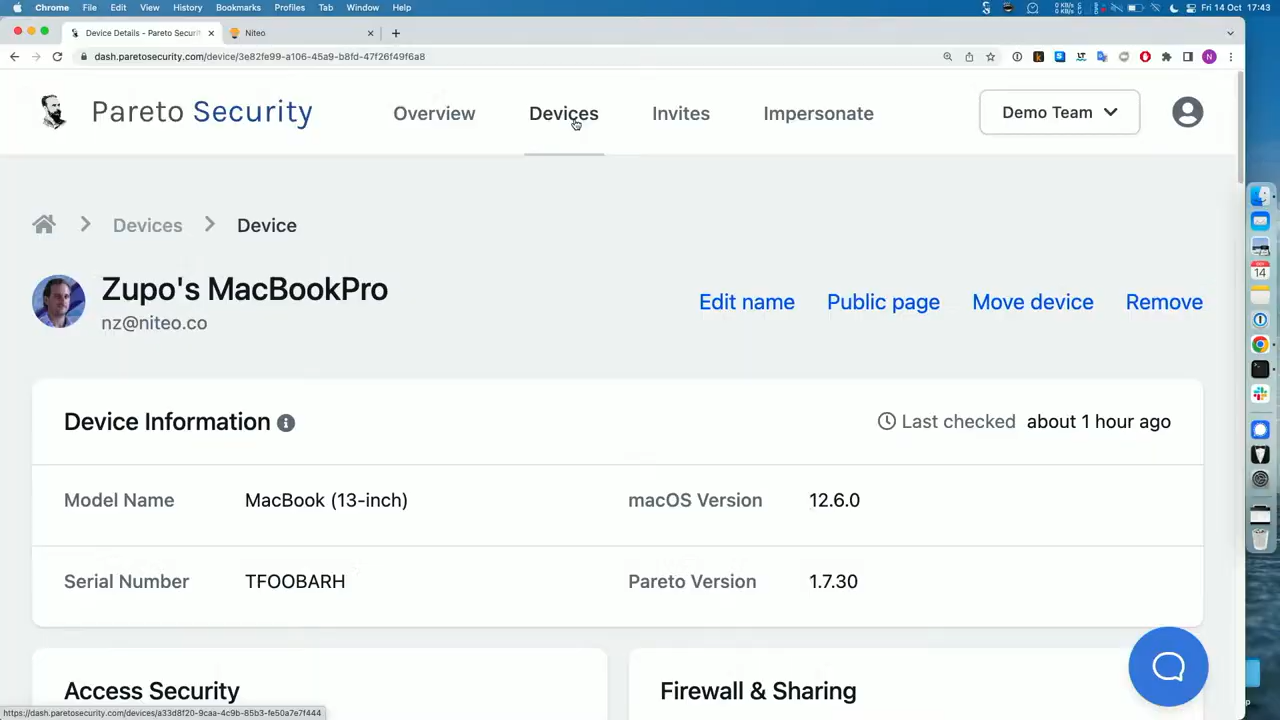 Chrome File Edit View History Bookmarks Profiles Tab Window Help
Fri 14 Oct 17:43
Device Details - Pareto Securit
Niteo
dash.paretosecurity.com/device/3e82fe99-a106-45a9-b8fd-47f26f49f6a8
Pareto Security Overview Devices Invites Impersonate Demo Team
Devices Device
Zupo's MacBookPro
nz@niteo.co
Edit name Public page Move device Remove
Device Information Last checked about 1 hour ago
Model Name MacBook (13-inch) macOS Version 12.6.0
Serial Number TFOOBARH Pareto Version 1.7.30
Access Security Firewall & Sharing
https://dash.paretosecurity.com/devices/a33d8f20-9caa-4c9b-85b3-fe50a7e7f444